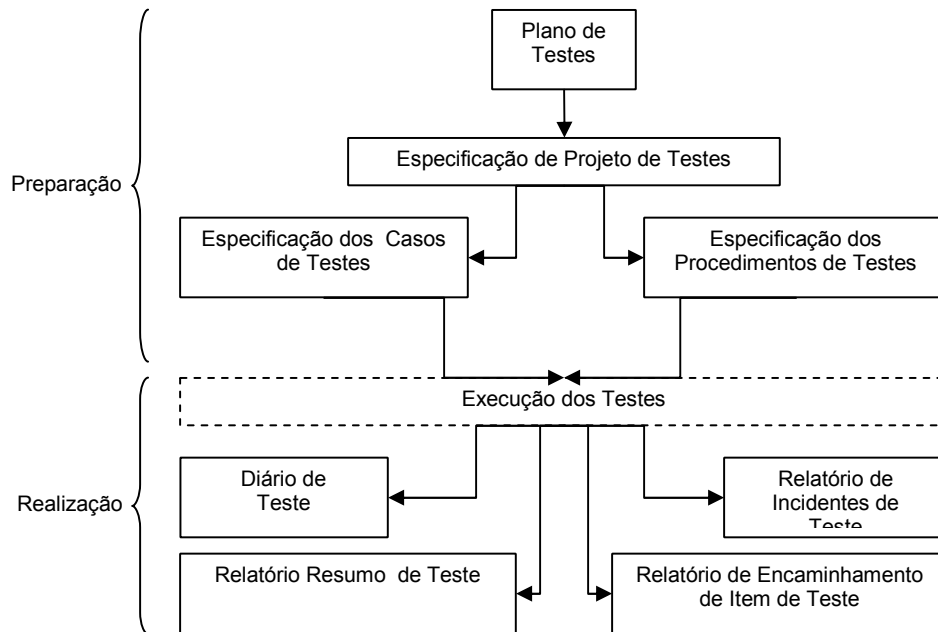 Plano de
Testes
Especificação de Projeto de Testes
Preparação
Especificação dos Casos
de Testes
Especificação dos
Procedimentos de Testes
Execução dos Testes
Realização
Diário de
Teste
Relatório de
Incidentes de
Teste
Relatório Resumo de Teste
Relatório de Encaminhamento
de Item de Teste